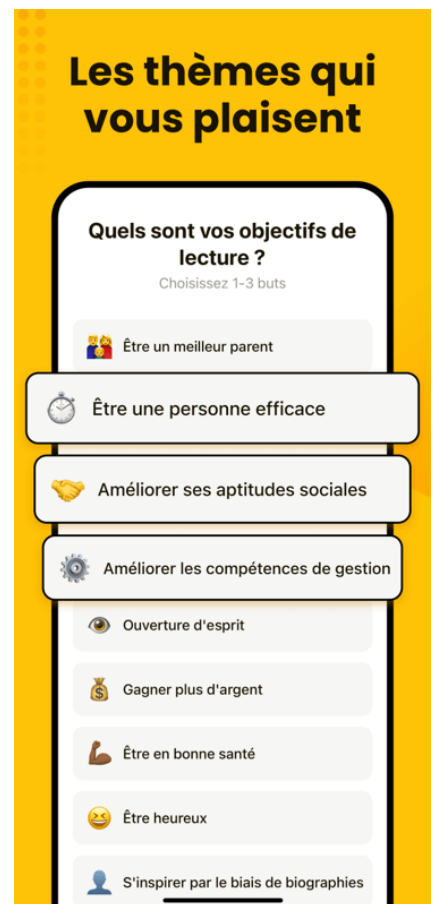 Les thèmes qui
vous plaisent
Quels sont vos objectifs de
lecture ?
Choisissez 1-3 buts
Être un meilleur parent
Être une personne efficace
Améliorer ses aptitudes sociales
Améliorer les compétences de gestion
Ouverture d'esprit
Gagner plus d'argent
Être en bonne santé
Être heureux
S'inspirer par le biais de biographies